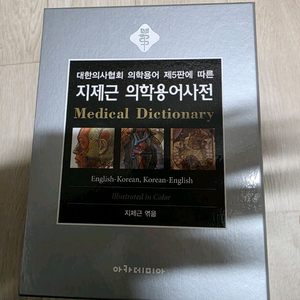 대한의사협회 의학용어 제5판에 따른
지제근 의학용어사전
Medical Dictionary
English-Korean, Korean-English
Illustrated in Color
지제근 엮음
아카데미아